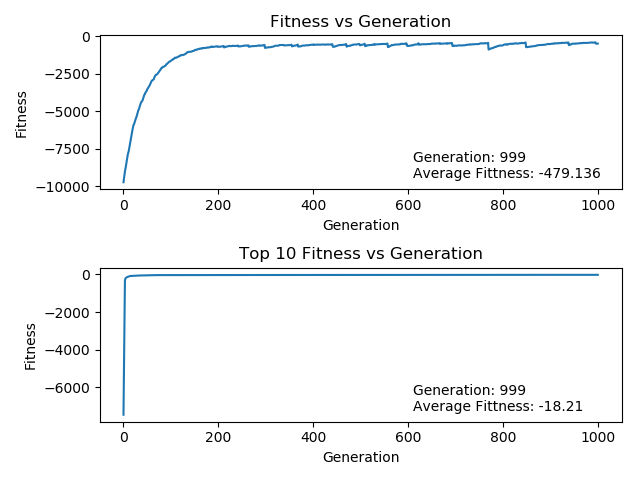 Fitness vs Generation
0
−2500
−5000
−7500
−10000
Fitness
Generation: 999
Average Fittness: -479.136
0 200 400 600 800 1000
Generation
Top 10 Fitness vs Generation
0
−2000
−4000
−6000
Fitness
Generation: 999
Average Fittness: -18.21
0 200 400 600 800 1000
Generation